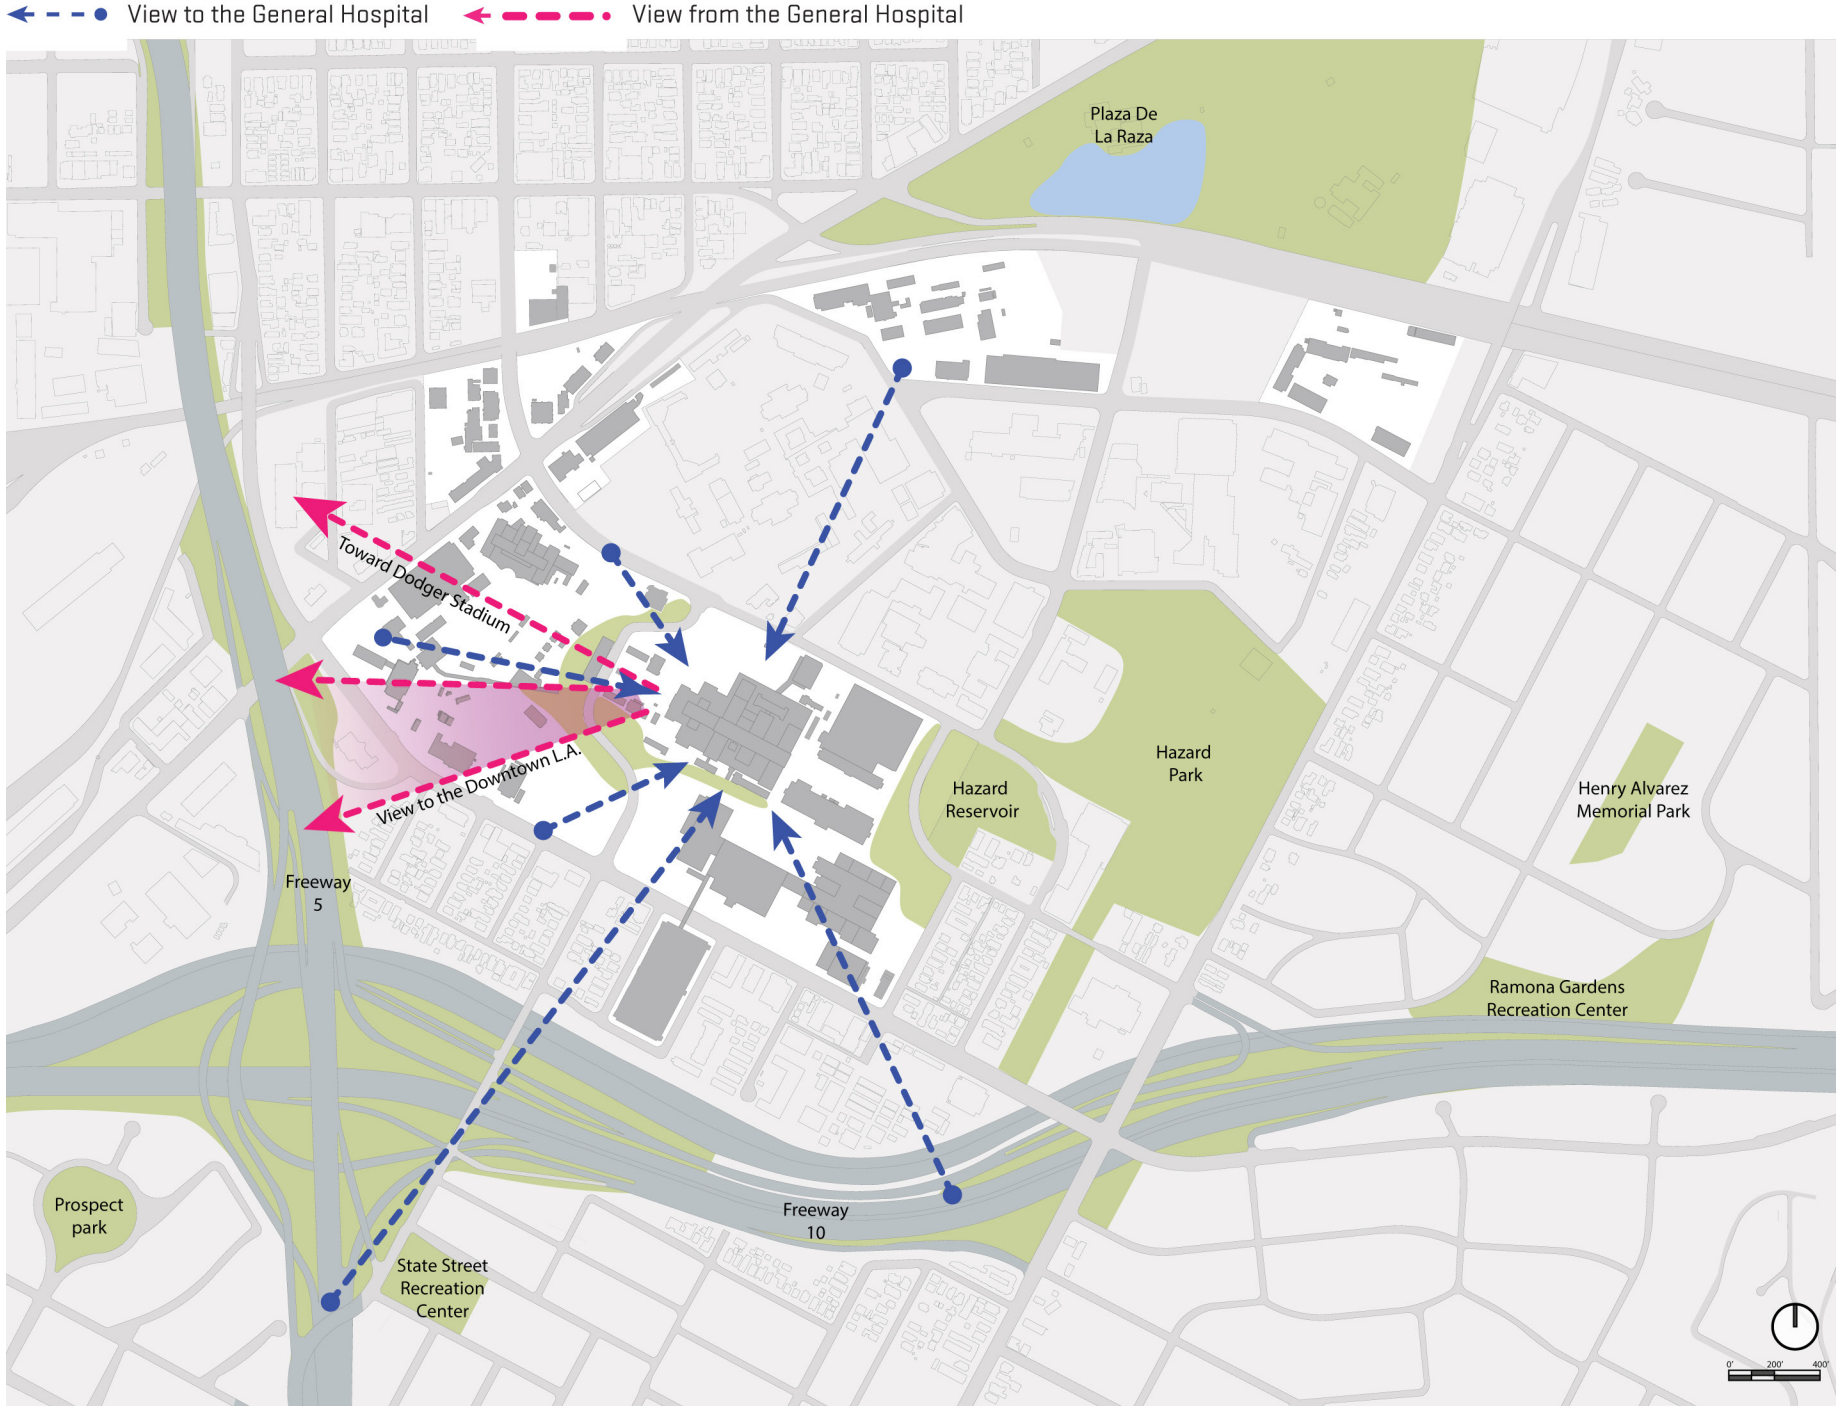 View to the General Hospital
View from the General Hospital
Plaza De
La Raza
Toward Dodger Stadium
View to the Downtown L.A.
Hazard
Park
Hazard
Reservoir
Henry Alvarez
Memorial Park
Freeway
5
Ramona Gardens
Recreation Center
Prospect
park
Freeway
10
State Street
Recreation
Center
0' 200' 400'